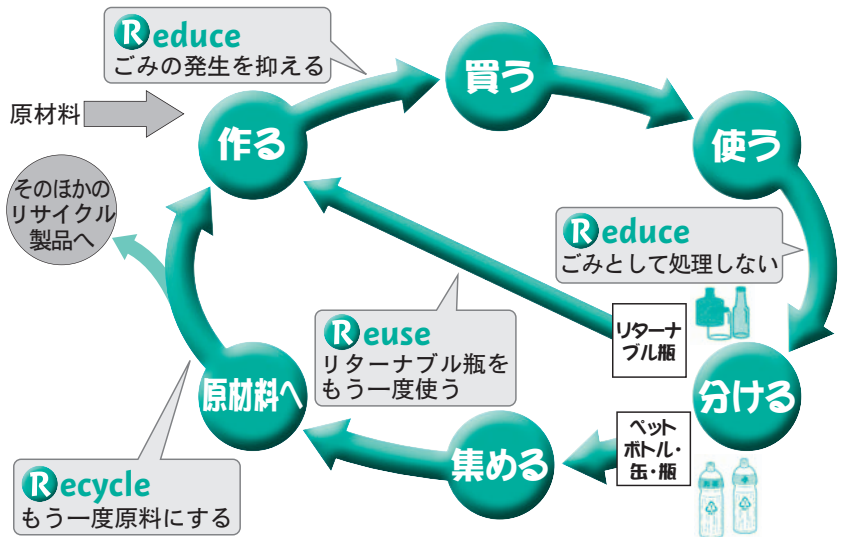 Reduce
ごみの発生を抑える
買う
原材料
作る
使う
そのほかの
リサイクル
製品へ
Reduce
ごみとして処理しない
リターナ
ブル瓶
Reuse
リターナブル瓶を
もう一度使う
原材料へ
分ける
ペット
ボトル・
缶・瓶
集める
Recycle
もう一度原料にする